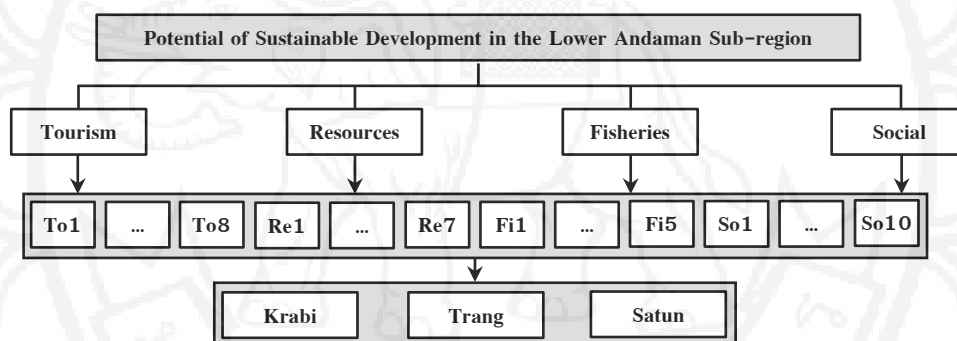 Potential of Sustainable Development in the Lower Andaman Sub-region
Tourism Resources Fisheries Social
To1 ... To8 Re1 ... Re7 Fi1 ... Fi5 So1 ... So10
Krabi Trang Satun